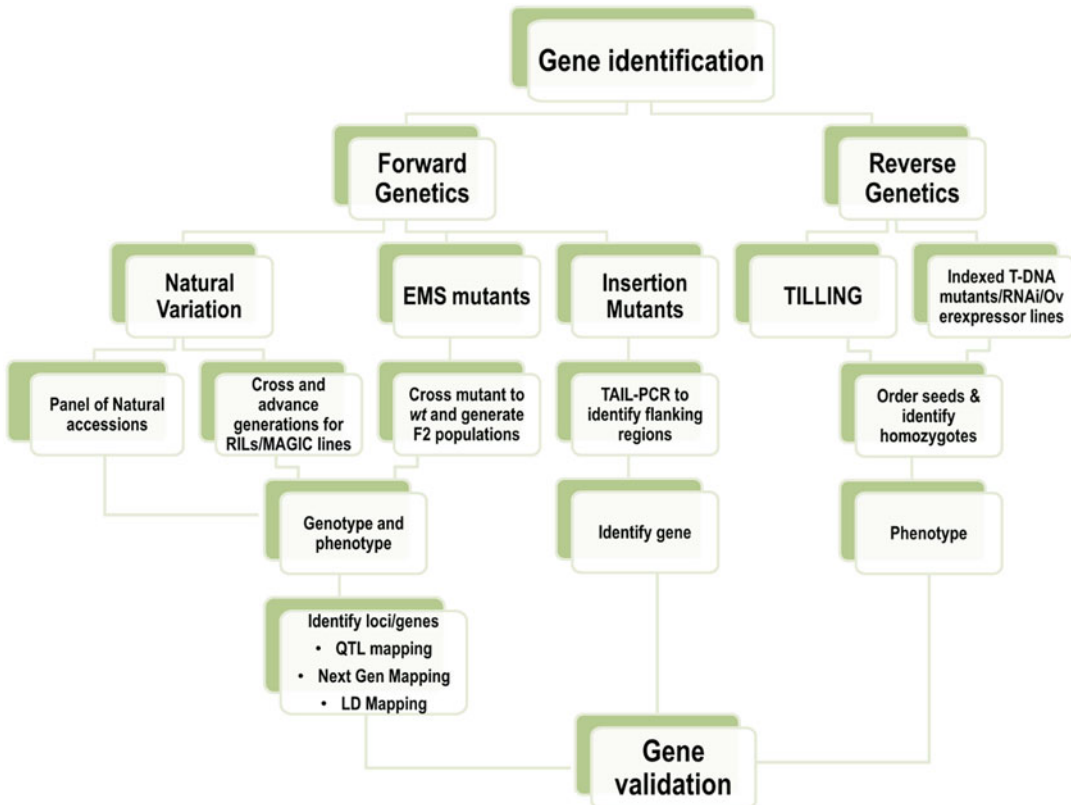 Gene identification
Forward
Genetics
Reverse
Genetics
Natural
Variation
EMS mutants
Insertion
Mutants
TILLING
Indexed T-DNA
mutants/RNAi/Ov
erexpressor lines
Panel of Natural
accessions
Cross and
advance
generations for
RILs/MAGIC lines
Cross mutant to
wt and generate
F2 populations
TAIL-PCR to
identify flanking
regions
Order seeds &
identify
homozygotes
Genotype and
phenotype
Identify gene
Phenotype
Identify loci/genes
• QTL mapping
• Next Gen Mapping
• LD Mapping
Gene
validation